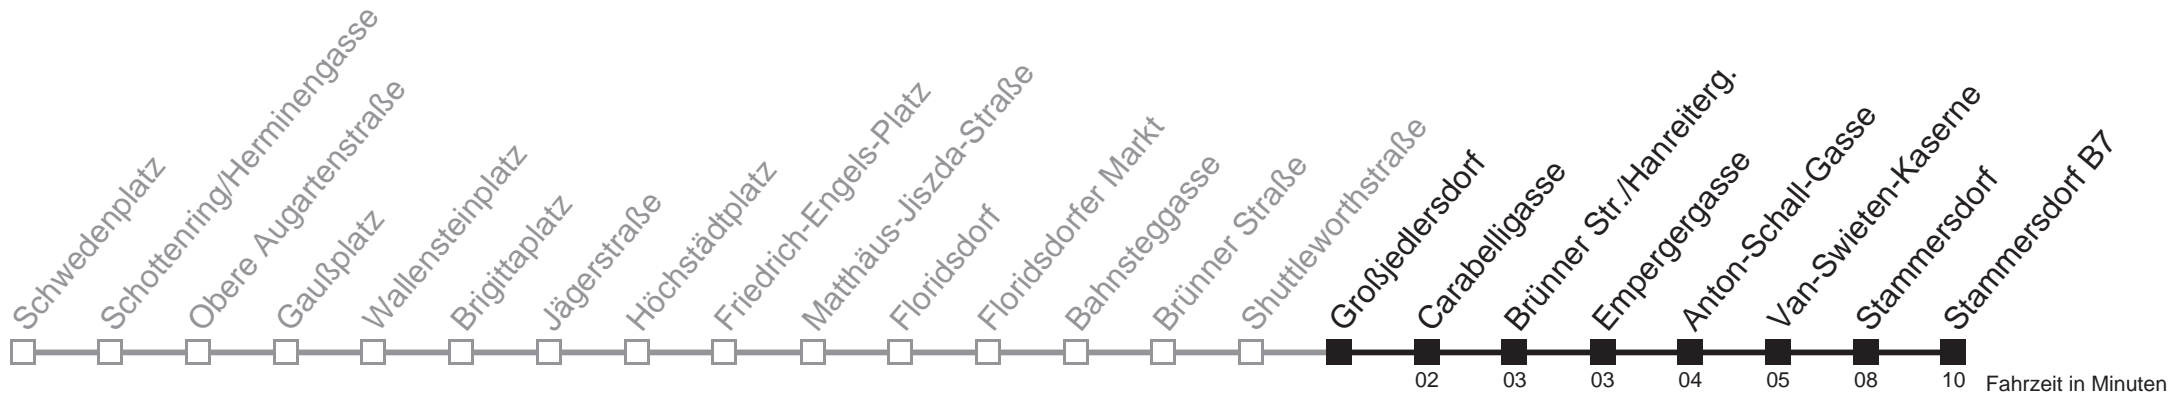 Schwedenplatz
Schottenring/Herminengasse
Obere Augartenstraße
Gaußplatz
Wallensteinplatz
Brigittaplatz
Jägerstraße
Höchstädtplatz
Friedrich-Engels-Platz
Matthäus-Jiszda-Straße
Floridsdorf
Floridsdorfer Markt
Bahnsteggasse
Brünner Straße
Shuttleworthstraße
Großjedlersdorf
Carabelligasse
Brünner Str./Hanreiterg.
Empergergasse
Anton-Schall-Gasse
Van-Swieten-Kaserne
Stammersdorf
Stammersdorf B7
02 03 03 04 05 08 10 Fahrzeit in Minuten